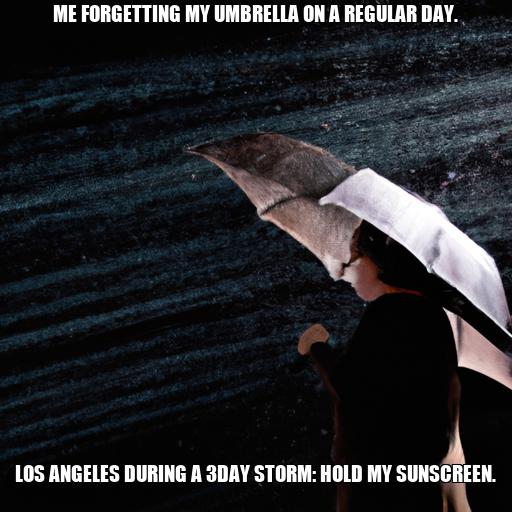 ME FORGETTING MY UMBRELLA ON A REGULAR DAY.
LOS ANGELES DURING A 3DAY STORM: HOLD MY SUNSCREEN.